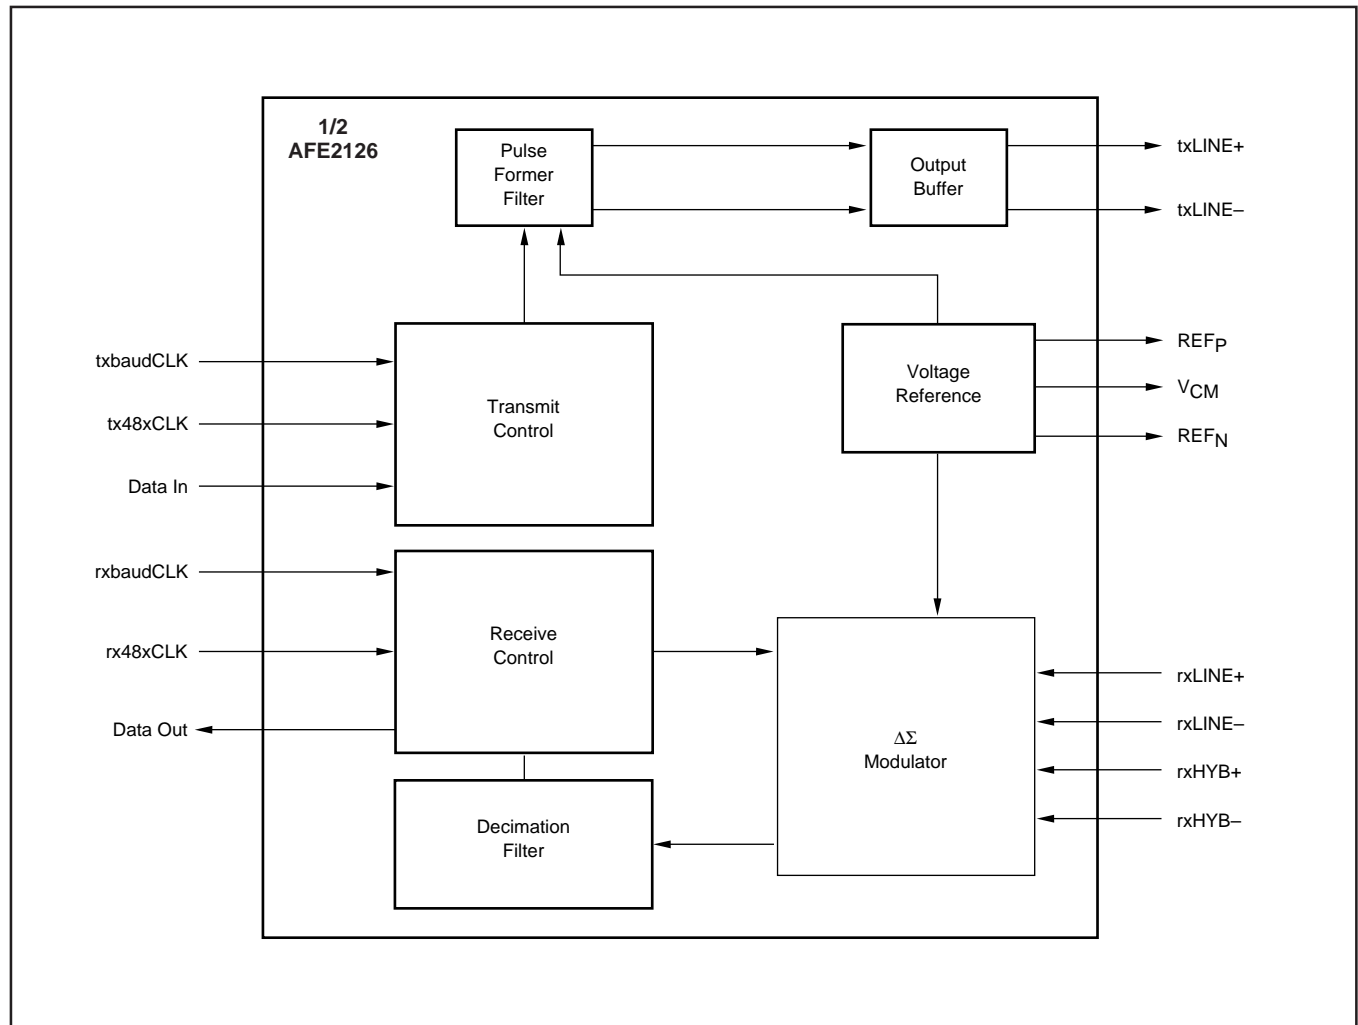 1/2
AFE2126
Pulse
Former
Filter
Output
Buffer
txLINE+
txLINE–
txbaudCLK
tx48xCLK
Data In
Transmit
Control
Voltage
Reference
REFP
VCM
REFN
rxbaudCLK
rx48xCLK
Data Out
Receive
Control
Decimation
Filter
ΔΣ
Modulator
rxLINE+
rxLINE–
rxHYB+
rxHYB–